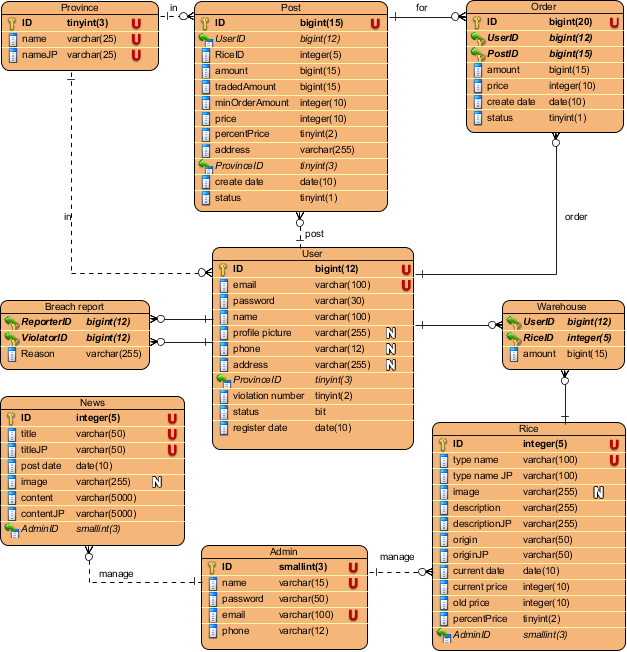 Province
ID tinyint(3) U
name varchar(25) U
nameJP varchar(25) U
in
Post
ID bigint(15) U
UserID bigint(12)
RiceID integer(5)
amount bigint(15)
tradedAmount bigint(15)
minOrderAmount integer(10)
price integer(10)
percentPrice tinyint(2)
address varchar(255)
ProvinceID tinyint(3)
create date date(10)
status tinyint(1)
for
Order
ID bigint(20) U
UserID bigint(12)
PostID bigint(15)
amount bigint(15)
price integer(10)
create date date(10)
status tinyint(1)
in
post
order
User
ID bigint(12) U
email varchar(100) U
password varchar(30)
name varchar(100)
profile picture varchar(255) N
phone varchar(12) N
address varchar(255) N
ProvinceID tinyint(3)
violation number tinyint(2)
status bit
register date date(10)
Breach report
ReporterID bigint(12)
ViolatorID bigint(12)
Reason varchar(255)
Warehouse
UserID bigint(12)
RiceID integer(5)
amount bigint(15)
News
ID integer(5) U
title varchar(50) U
titleJP varchar(50) U
post date date(10)
image varchar(255) N
content varchar(5000)
contentJP varchar(5000)
AdminID smallint(3)
Rice
ID integer(5) U
type name varchar(100) U
type name JP varchar(100)
image varchar(255) N
description varchar(255)
descriptionJP varchar(255)
origin varchar(50)
originJP varchar(50)
current date date(10)
current price integer(10)
old price integer(10)
percentPrice tinyint(2)
AdminID smallint(3)
manage
Admin
ID smallint(3) U
name varchar(15) U
password varchar(50)
email varchar(100) U
phone varchar(12)
manage